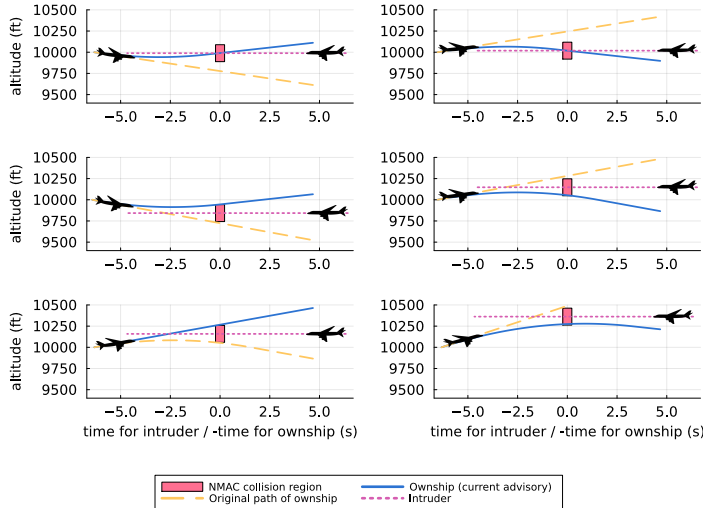 altitude (ft)
10500
10250
10000
9750
9500
−5.0 −2.5 0.0 2.5 5.0
10500
10250
10000
9750
9500
−5.0 −2.5 0.0 2.5 5.0
altitude (ft)
10500
10250
10000
9750
9500
−5.0 −2.5 0.0 2.5 5.0
10500
10250
10000
9750
9500
−5.0 −2.5 0.0 2.5 5.0
altitude (ft)
10500
10250
10000
9750
9500
−5.0 −2.5 0.0 2.5 5.0
time for intruder / -time for ownship (s)
10500
10250
10000
9750
9500
−5.0 −2.5 0.0 2.5 5.0
time for intruder / -time for ownship (s)
NMAC collision region
Original path of ownship
Ownship (current advisory)
Intruder